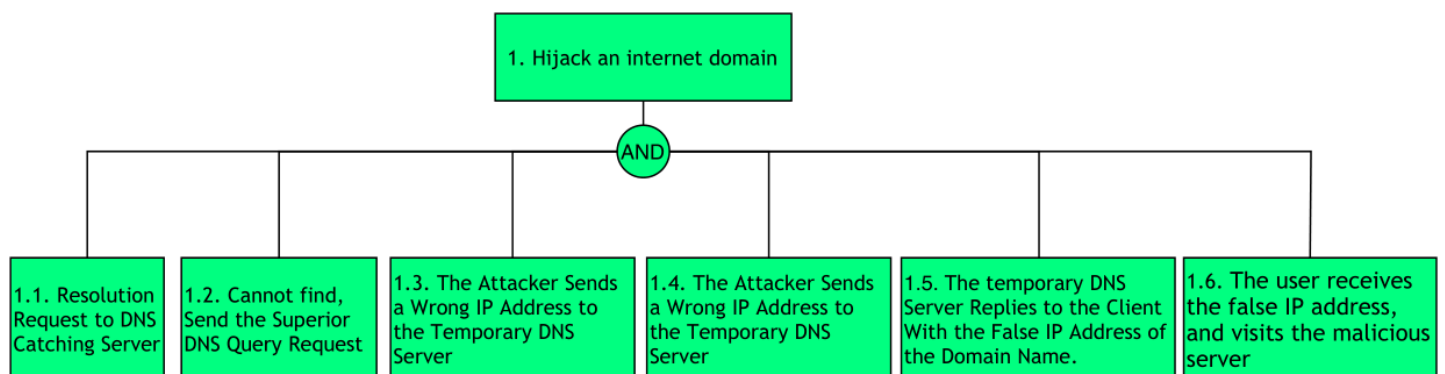 1. Hijack an internet domain
AND
1.1. Resolution
Request to DNS
Catching Server
1.2. Cannot find,
Send the Superior
DNS Query Request
1.3. The Attacker Sends
a Wrong IP Address to
the Temporary DNS
Server
1.4. The Attacker Sends
a Wrong IP Address to
the Temporary DNS
Server
1.5. The temporary DNS
Server Replies to the Client
With the False IP Address of
the Domain Name.
1.6. The user receives
the false IP address,
and visits the malicious
server